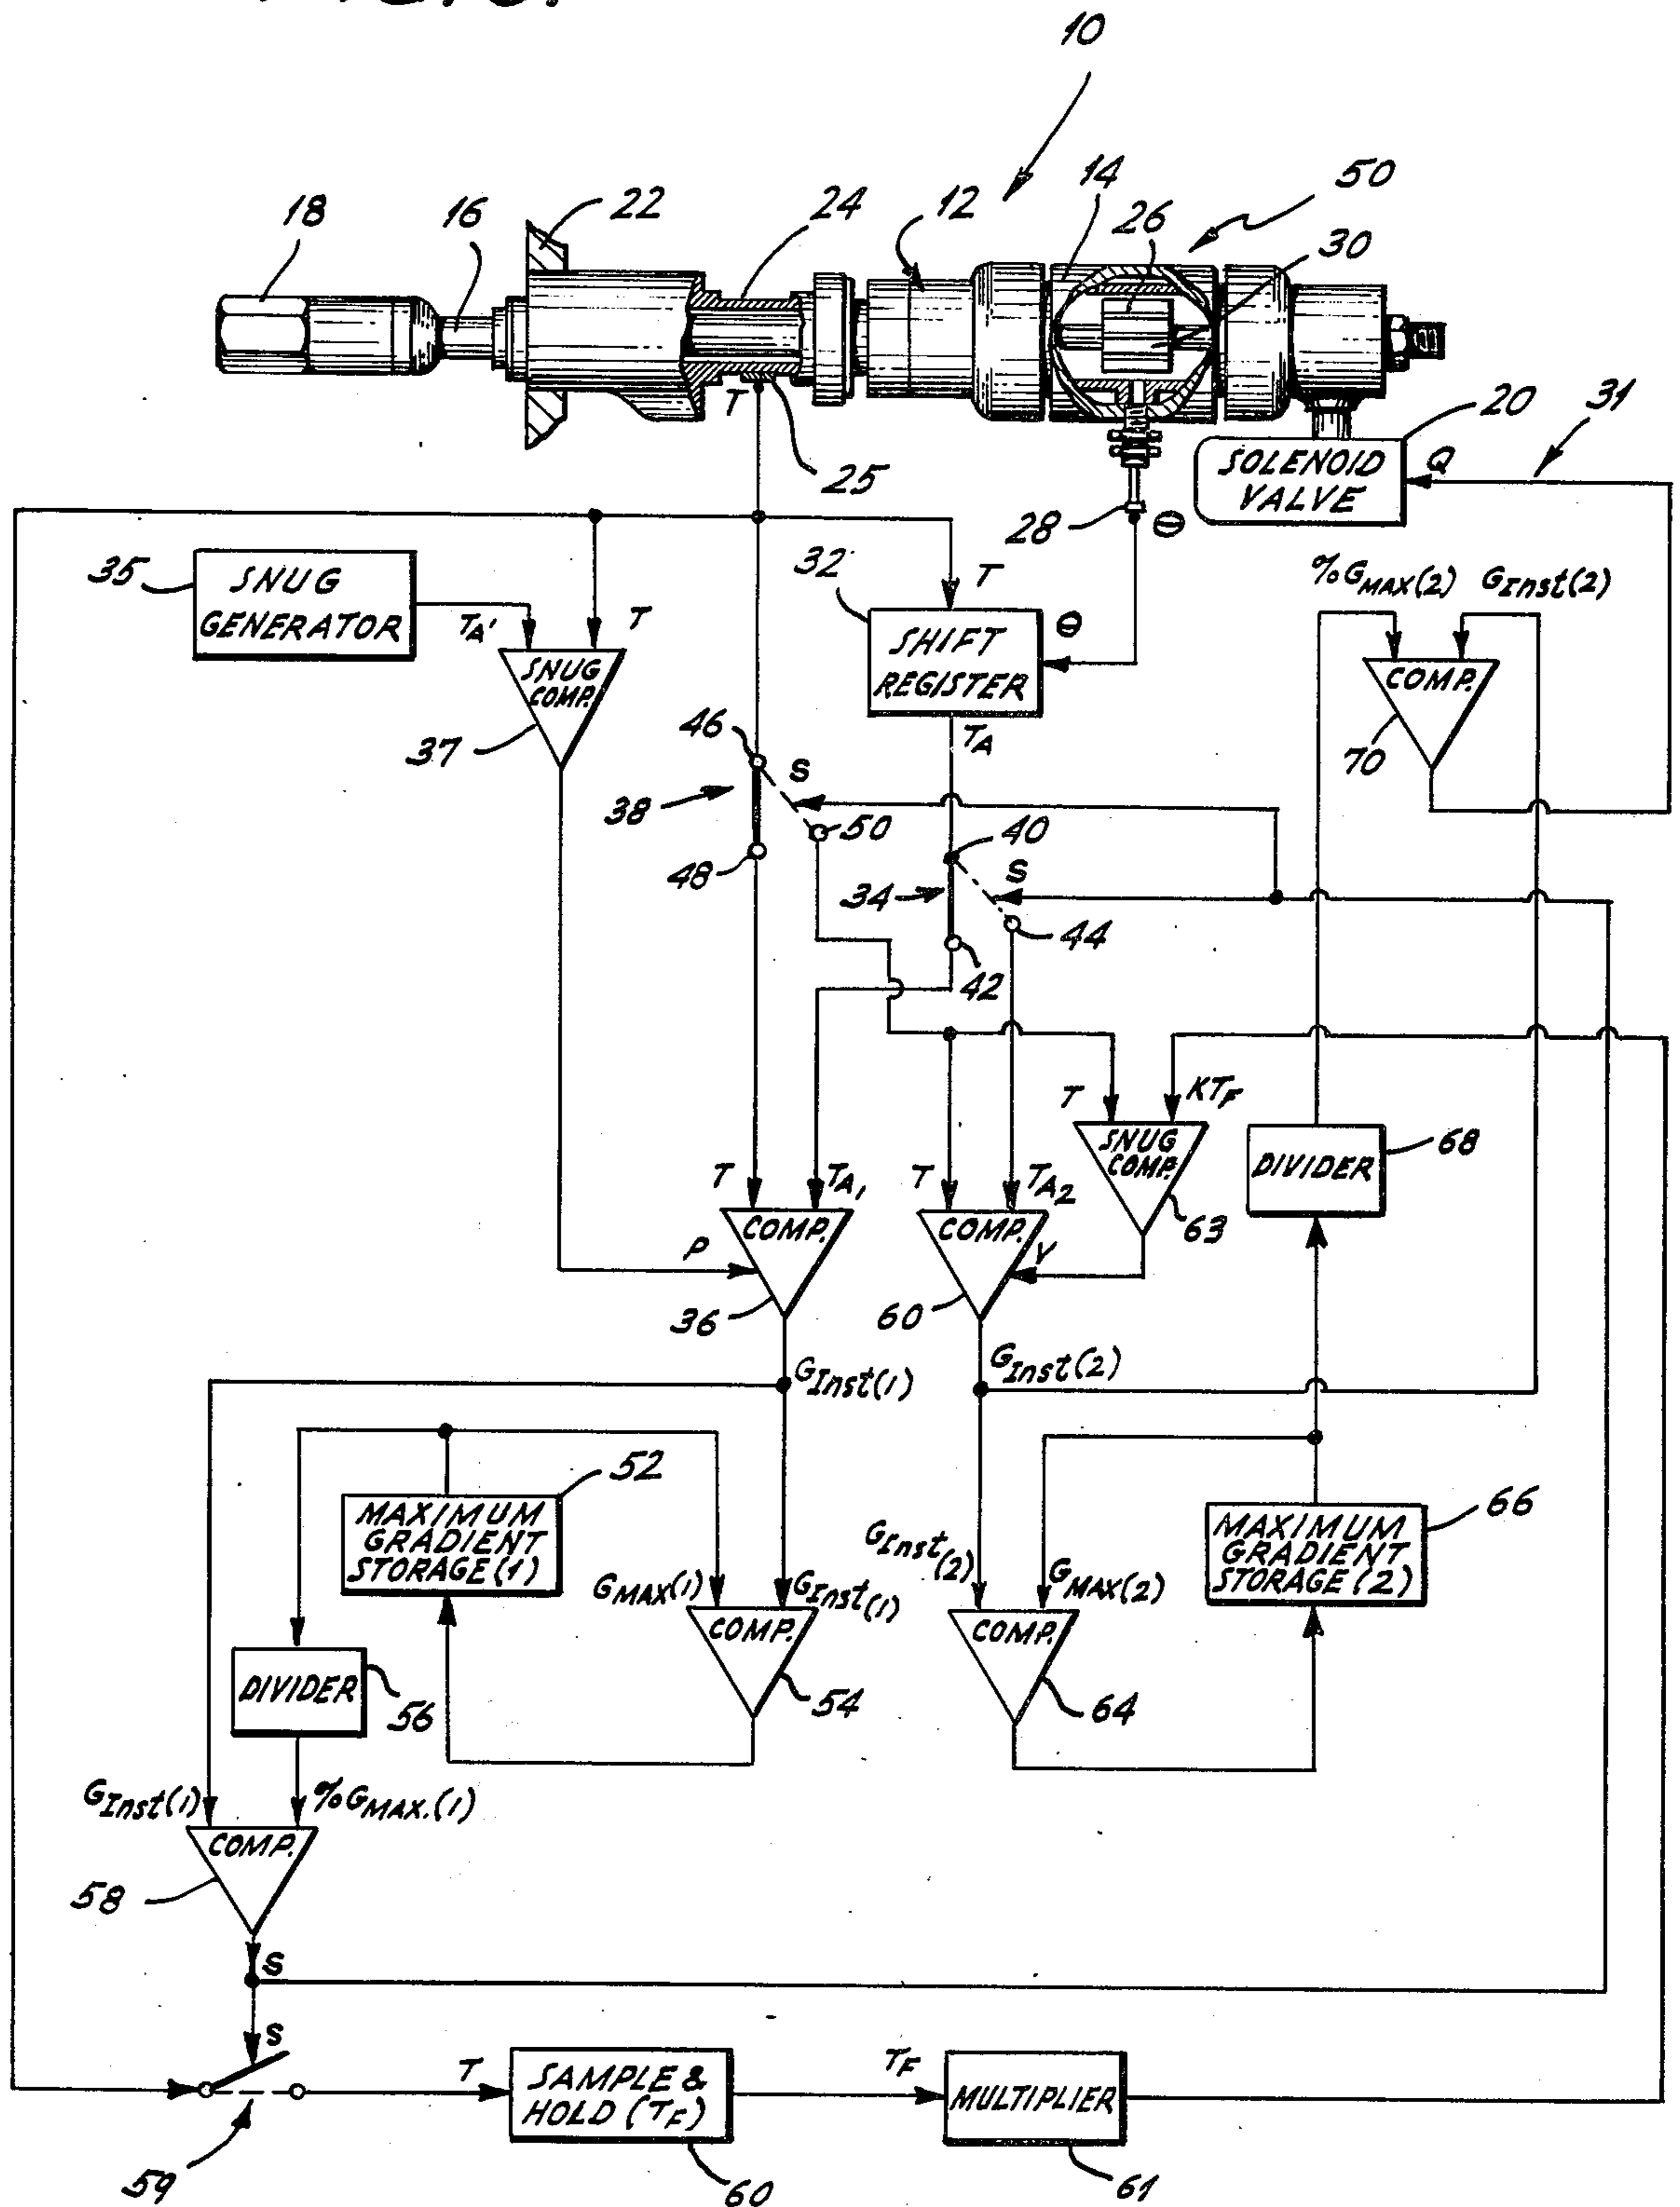 10
18
16
22
24
12
14
26
50
30
T
25
28
Θ
20
31
SOLENOID
VALVE
Q
35
SNUG
GENERATOR
TA'
T
SNUG
COMP.
37
32
T
SHIFT
REGISTER
Θ
TA
%GMAX(2)
GInst(2)
COMP.
70
46
S
38
50
48
40
S
34
44
42
T
KTF
SNUG
COMP.
63
DIVIDER
68
T
TA1
COMP.
P
36
T
TA2
COMP.
Y
60
GInst(1)
GInst(2)
52
MAXIMUM
GRADIENT
STORAGE(1)
GMAX(1)
GInst(1)
COMP.
54
GInst(2)
GMAX(2)
COMP.
64
66
MAXIMUM
GRADIENT
STORAGE(2)
DIVIDER
56
GInst(1)
%GMAX.(1)
COMP.
58
S
S
59
T
SAMPLE &
HOLD (TF)
60
TF
MULTIPLIER
61